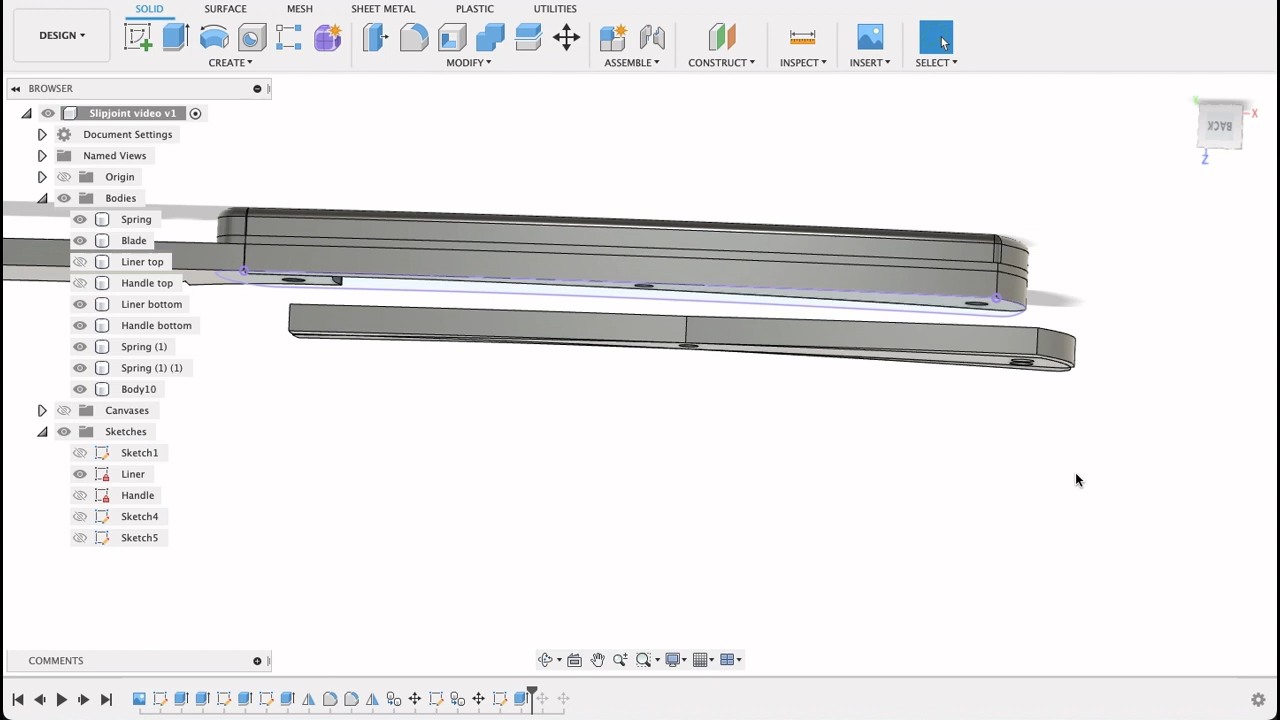 SOLID SURFACE MESH SHEET METAL PLASTIC UTILITIES
DESIGN
CREATE MODIFY ASSEMBLE CONSTRUCT INSPECT INSERT SELECT
BROWSER
Slipjoint video v1
Document Settings
Named Views
Origin
Bodies
Spring
Blade
Liner top
Handle top
Liner bottom
Handle bottom
Spring (1)
Spring (1) (1)
Body10
Canvases
Sketches
Sketch1
Liner
Handle
Sketch4
Sketch5
Y
X
BACK
Z
COMMENTS